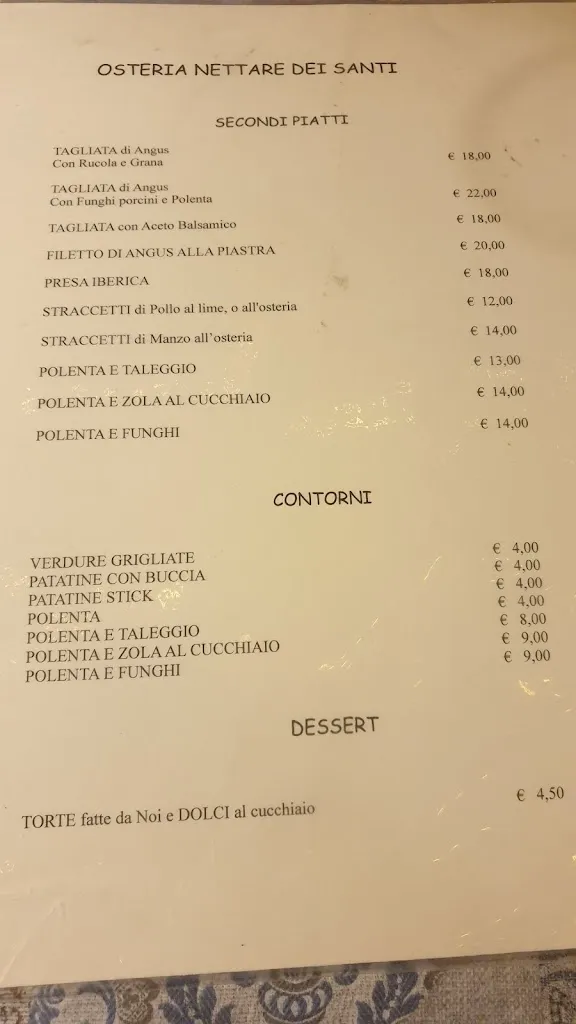 OSTERIA NETTARE DEI SANTI
SECONDI PIATTI
TAGLIATA di Angus
Con Rucola e Grana € 18,00
TAGLIATA di Angus
Con Funghi porcini e Polenta € 22,00
TAGLIATA con Aceto Balsamico € 18,00
FILETTO DI ANGUS ALLA PIASTRA € 20,00
PRESA IBERICA € 18,00
STRACCETTI di Pollo al lime, o all'osteria € 12,00
STRACCETTI di Manzo all'osteria € 14,00
POLENTA E TALEGGIO € 13,00
POLENTA E ZOLA AL CUCCHIAIO € 14,00
POLENTA E FUNGHI € 14,00
CONTORNI
VERDURE GRIGLIATE € 4,00
PATATINE CON BUCCIA € 4,00
PATATINE STICK € 4,00
POLENTA € 4,00
POLENTA E TALEGGIO € 8,00
POLENTA E ZOLA AL CUCCHIAIO € 9,00
POLENTA E FUNGHI € 9,00
DESSERT
TORTE fatte da Noi e DOLCI al cucchiaio € 4,50